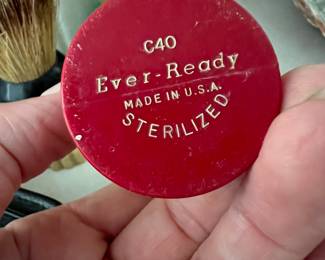 C40
Ever-Ready
MADE IN U.S.A.
STERILIZED